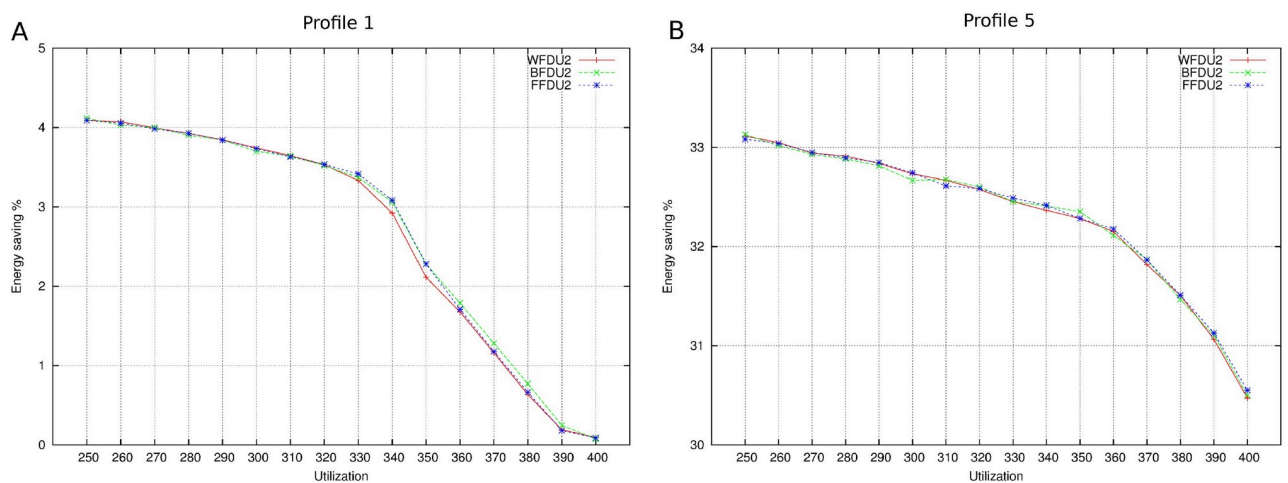 A
Profile 1
WFDU2
BFDU2
FFDU2
Energy saving %
5
4
3
2
1
0
250 260 270 280 290 300 310 320 330 340 350 360 370 380 390 400
Utilization
B
Profile 5
WFDU2
BFDU2
FFDU2
Energy saving %
34
33
32
31
30
250 260 270 280 290 300 310 320 330 340 350 360 370 380 390 400
Utilization